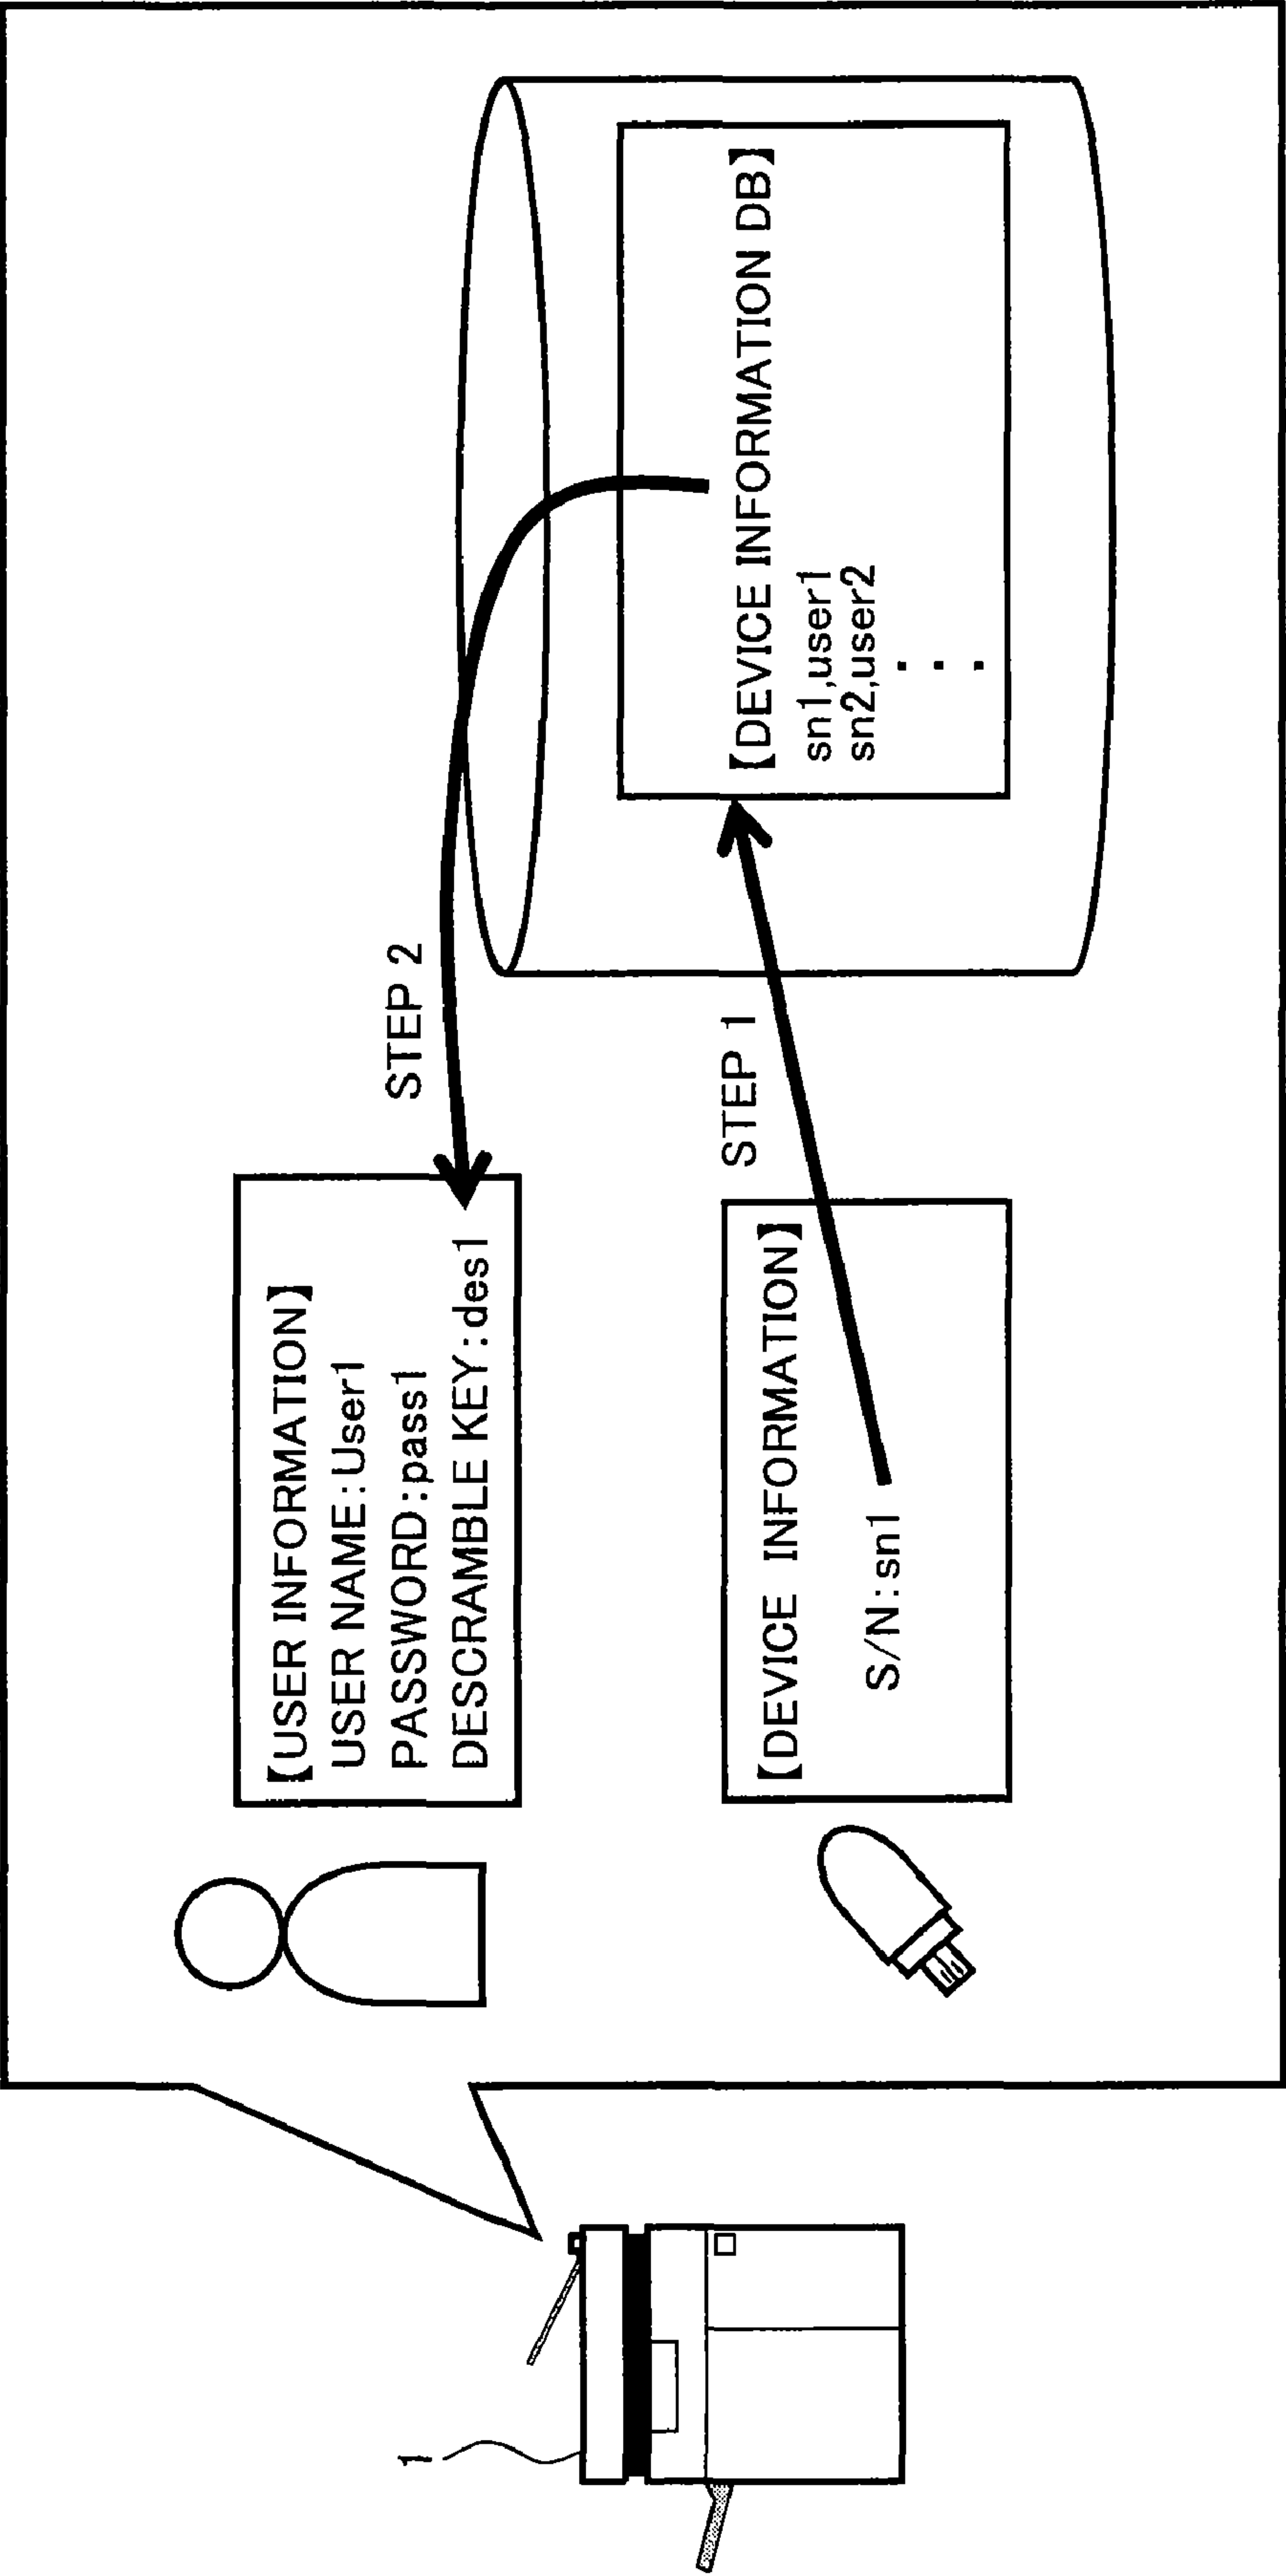 1
【USER INFORMATION】
USER NAME:User1
PASSWORD:pass1
DESCRAMBLE KEY:des1
STEP 2
【DEVICE INFORMATION】
S/N:sn1
STEP 1
【DEVICE INFORMATION DB】
sn1,user1
sn2,user2